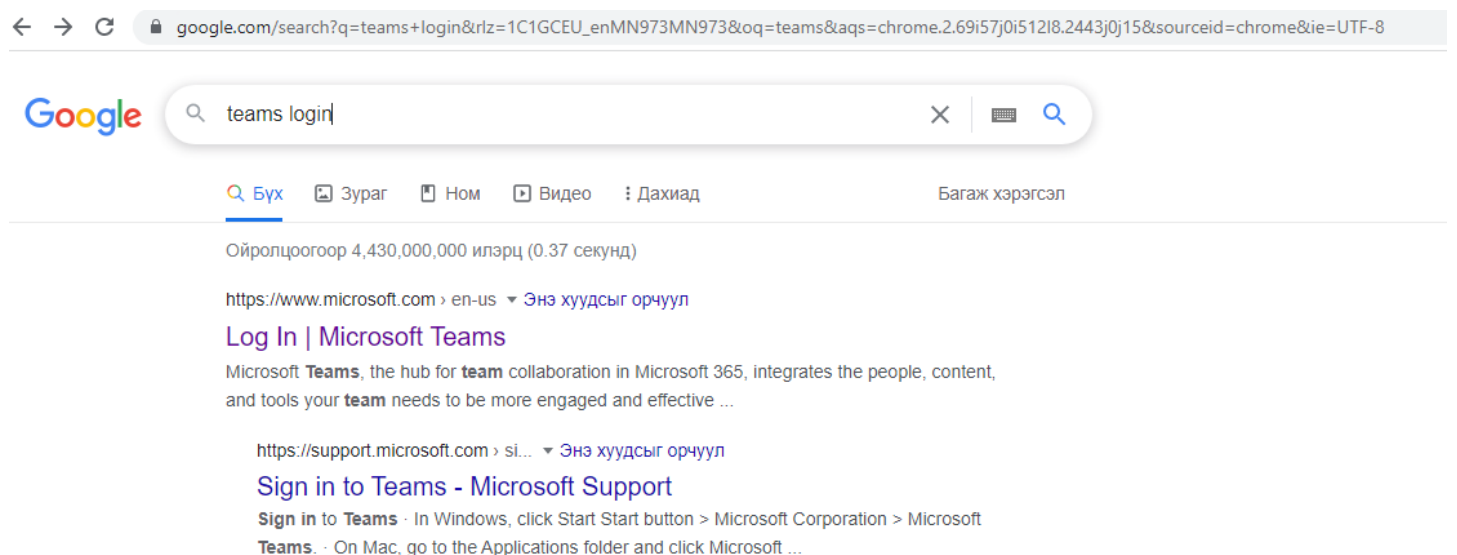 google.com/search?q=teams+login&rlz=1C1GCEU_enMN973MN973&oq=teams&aqs=chrome.2.69i57j0i512l8.2443j0j15&sourceid=chrome&ie=UTF-8
Google teams login
Бүх Зураг Ном Видео Дахиад Багаж хэрэгсэл
Ойролцоогоор 4,430,000,000 илэрц (0.37 секунд)
https://www.microsoft.com › en-us Энэ хуудсыг орчуул
Log In | Microsoft Teams
Microsoft Teams, the hub for team collaboration in Microsoft 365, integrates the people, content,
and tools your team needs to be more engaged and effective ...
https://support.microsoft.com › si... Энэ хуудсыг орчуул
Sign in to Teams - Microsoft Support
Sign in to Teams · In Windows, click Start Start button > Microsoft Corporation > Microsoft
Teams. · On Mac, go to the Applications folder and click Microsoft ...